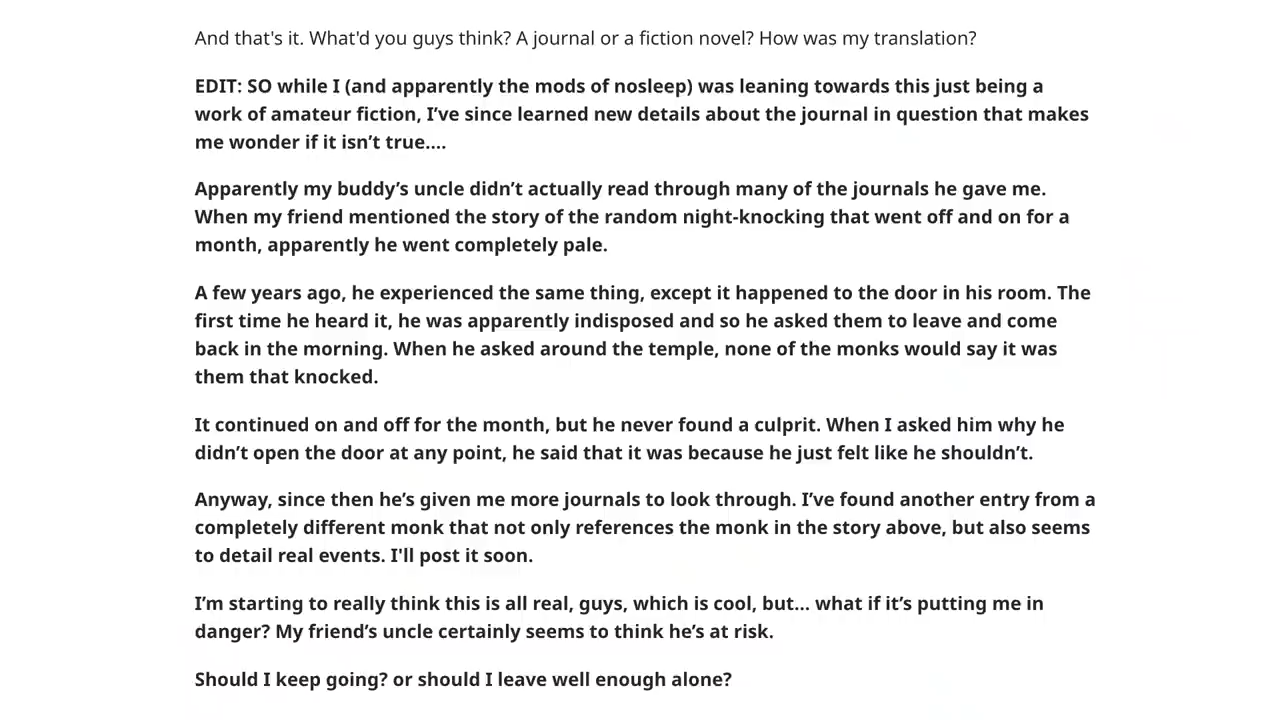 And that's it. What'd you guys think? A journal or a fiction novel? How was my translation?
EDIT: SO while I (and apparently the mods of nosleep) was leaning towards this just being a
work of amateur fiction, I’ve since learned new details about the journal in question that makes
me wonder if it isn’t true....
Apparently my buddy’s uncle didn’t actually read through many of the journals he gave me.
When my friend mentioned the story of the random night-knocking that went off and on for a
month, apparently he went completely pale.
A few years ago, he experienced the same thing, except it happened to the door in his room. The
first time he heard it, he was apparently indisposed and so he asked them to leave and come
back in the morning. When he asked around the temple, none of the monks would say it was
them that knocked.
It continued on and off for the month, but he never found a culprit. When I asked him why he
didn’t open the door at any point, he said that it was because he just felt like he shouldn’t.
Anyway, since then he’s given me more journals to look through. I’ve found another entry from a
completely different monk that not only references the monk in the story above, but also seems
to detail real events. I'll post it soon.
I’m starting to really think this is all real, guys, which is cool, but... what if it’s putting me in
danger? My friend’s uncle certainly seems to think he’s at risk.
Should I keep going? or should I leave well enough alone?